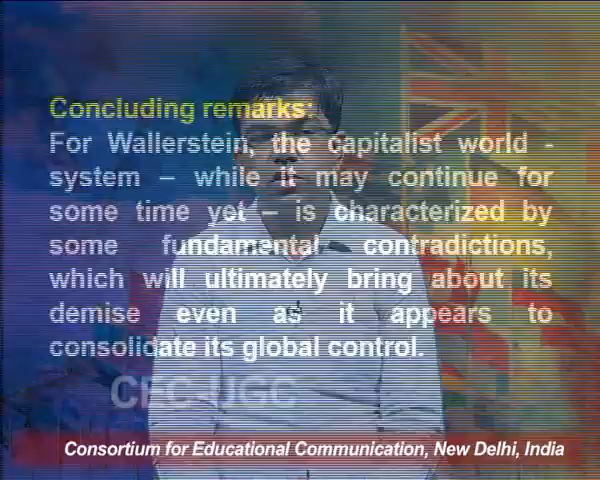 Concluding remarks:
For Wallerstein, the capitalist world -
system – while it may continue for
some time yet – is characterized by
some fundamental contradictions,
which will ultimately bring about its
demise even as it appears to
consolidate its global control.
CEC-UGC
Consortium for Educational Communication, New Delhi, India